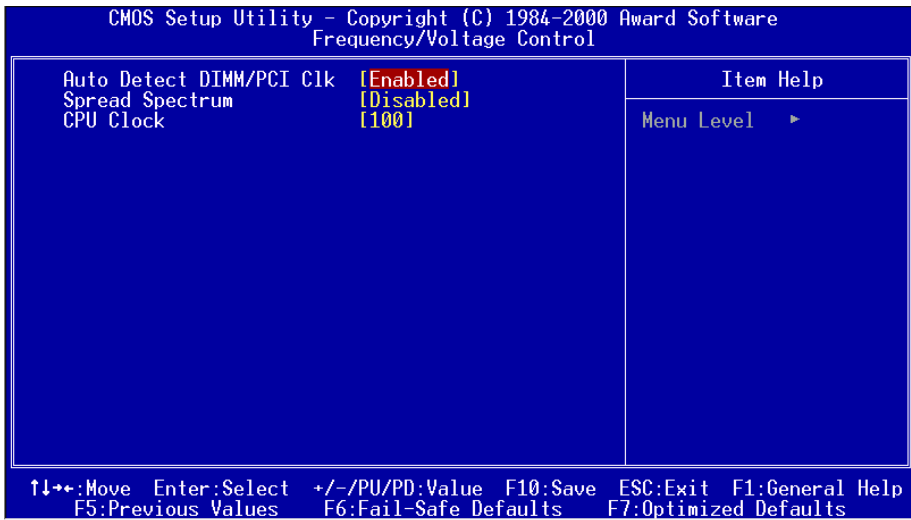 CMOS Setup Utility – Copyright (C) 1984-2000 Award Software
Frequency/Voltage Control
Auto Detect DIMM/PCI Clk [Enabled]
Spread Spectrum [Disabled]
CPU Clock [100]
Item Help
Menu Level ►
↑↓→←:Move Enter:Select +/-/PU/PD:Value F10:Save ESC:Exit F1:General Help
F5:Previous Values F6:Fail-Safe Defaults F7:Optimized Defaults